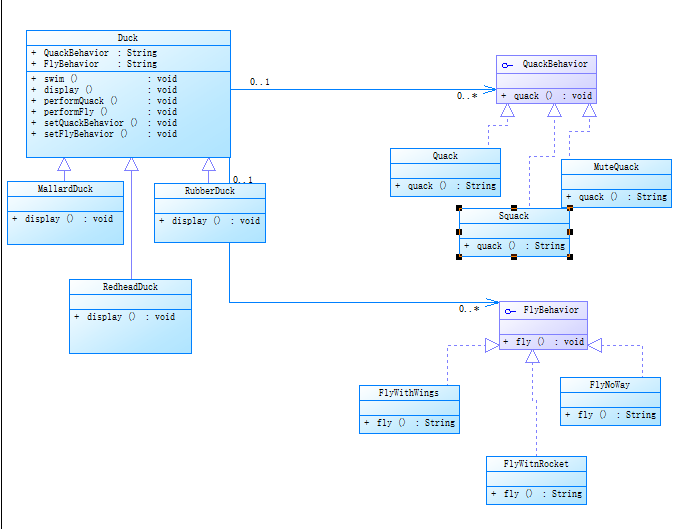 Duck
+ QuackBehavior : String
+ FlyBehavior : String
+ swim () : void
+ display () : void
+ performQuack () : void
+ performFly () : void
+ setQuackBehavior () : void
+ setFlyBehavior () : void
0..1
0..*
QuackBehavior
+ quack () : void
Quack
+ quack () : String
MuteQuack
+ quack () : String
Squack
+ quack () : String
MallardDuck
+ display () : void
0..1
RubberDuck
+ display () : void
RedheadDuck
+ display () : void
0..*
FlyBehavior
+ fly () : void
FlyWithWings
+ fly () : String
FlyNoWay
+ fly () : String
FlyWitnRocket
+ fly () : String